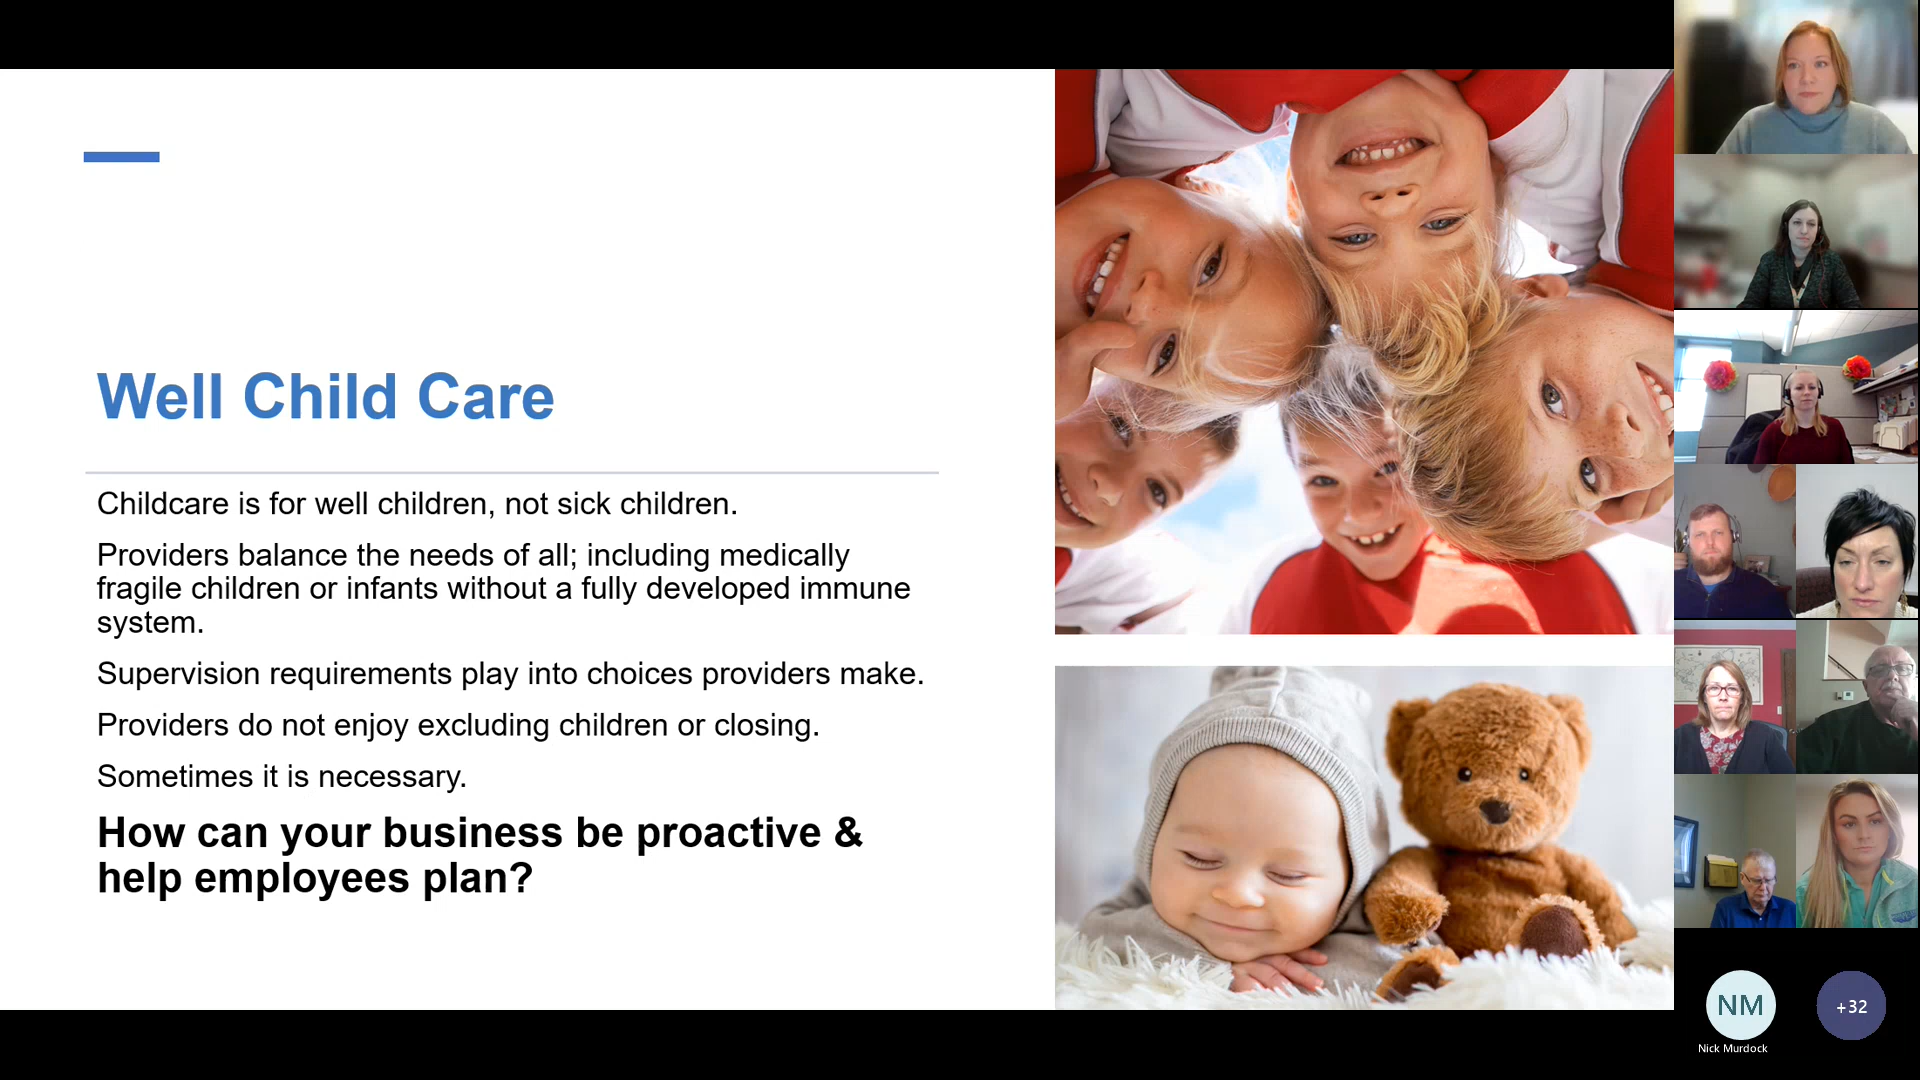 Well Child Care
Childcare is for well children, not sick children.
Providers balance the needs of all; including medically
fragile children or infants without a fully developed immune
system.
Supervision requirements play into choices providers make.
Providers do not enjoy excluding children or closing.
Sometimes it is necessary.
How can your business be proactive &
help employees plan?
NM
+32
Nick Murdock